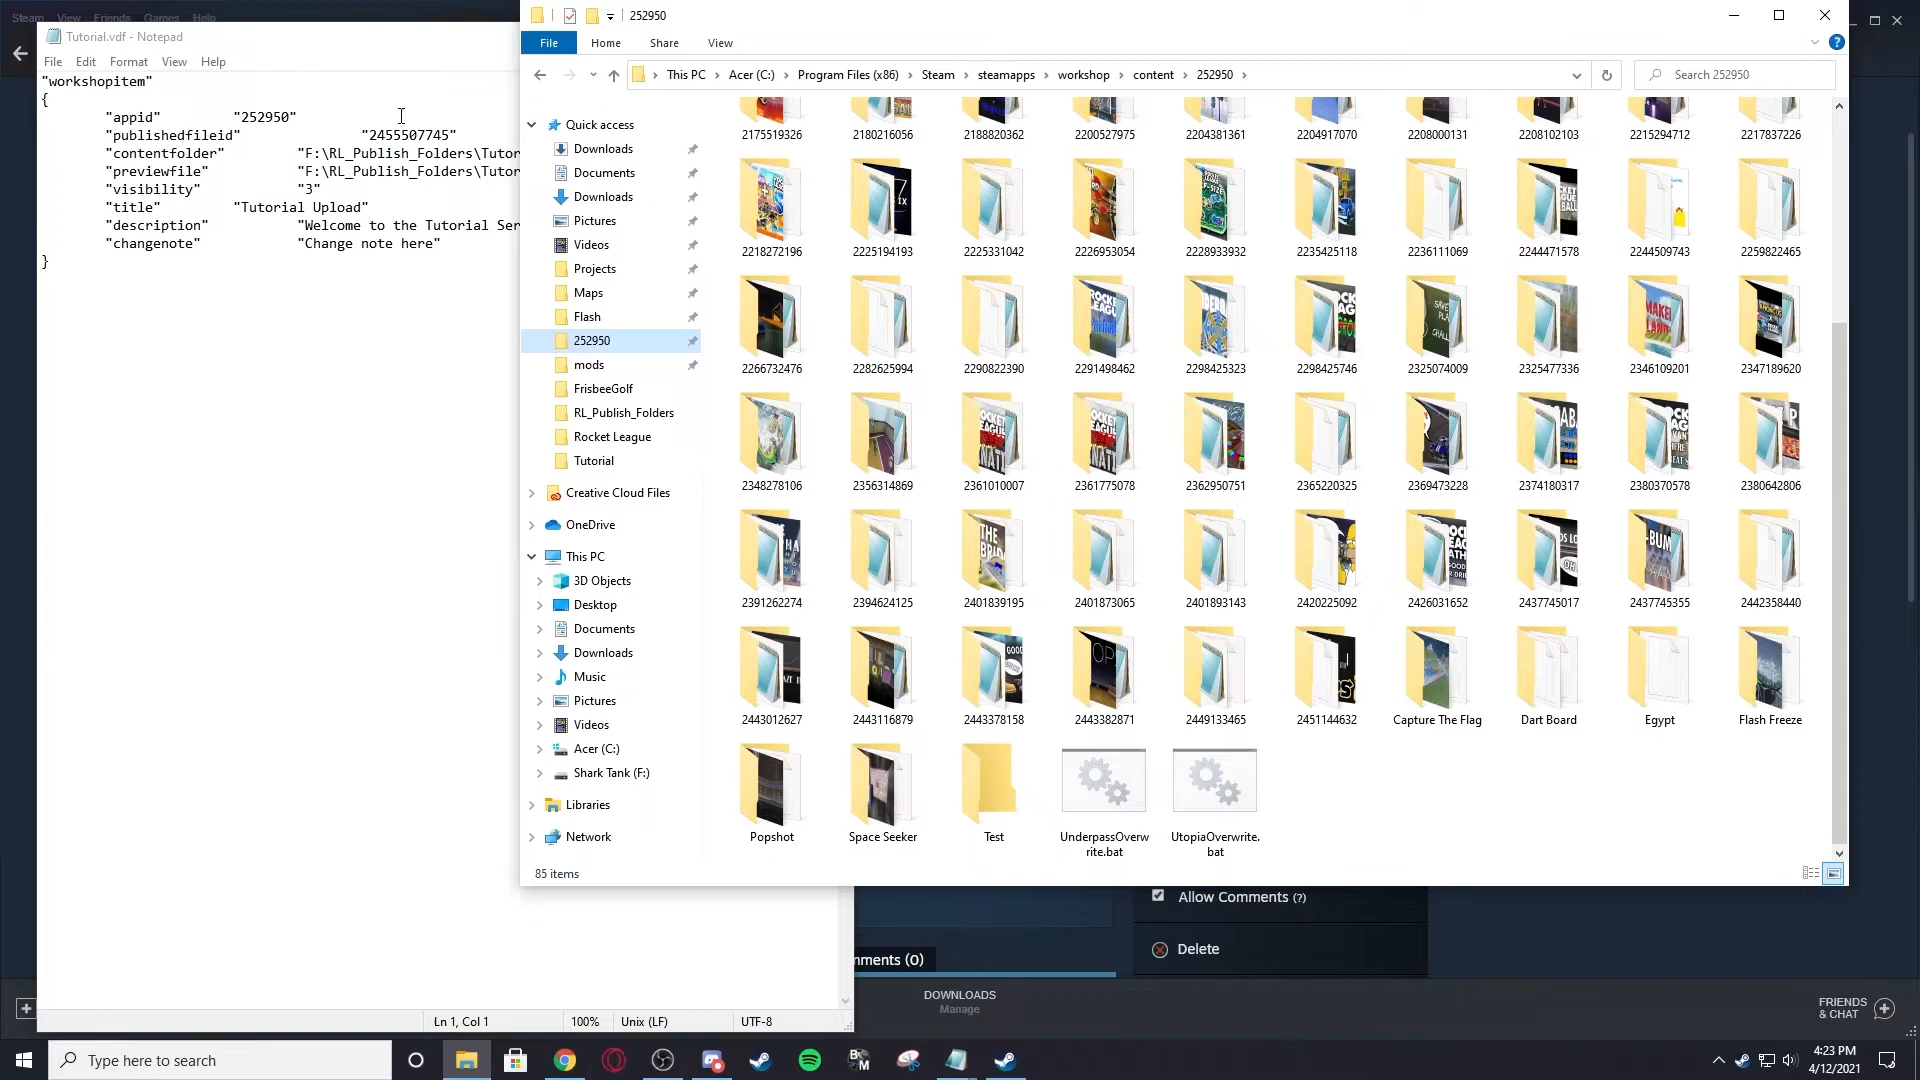 Steam View Friends Games Help
Tutorial.vdf - Notepad
File Edit Format View Help
"workshopitem"
{
"appid" "252950"
"publishedfileid" "2455507745"
"contentfolder" "F:\RL_Publish_Folders\Tutor
"previewfile" "F:\RL_Publish_Folders\Tutor
"visibility" "3"
"title" "Tutorial Upload"
"description" "Welcome to the Tutorial Ser
"changenote" "Change note here"
}
Ln 1, Col 1 100% Unix (LF) UTF-8
252950
File Home Share View
This PC Acer (C:) Program Files (x86) Steam steamapps workshop content 252950
Search 252950
Quick access
Downloads
Documents
Downloads
Pictures
Videos
Projects
Maps
Flash
252950
mods
FrisbeeGolf
RL_Publish_Folders
Rocket League
Tutorial
Creative Cloud Files
OneDrive
This PC
3D Objects
Desktop
Documents
Downloads
Music
Pictures
Videos
Acer (C:)
Shark Tank (F:)
Libraries
Network
2175519326 2180216056 2188820362 2200527975 2204381361 2204917070 2208000131 2208102103 2215294712 2217837226
2218272196 2225194193 2225331042 2226953054 2228933932 2235425118 2236111069 2244471578 2244509743 2259822465
2266732476 2282625994 2290822390 2291498462 2298425323 2298425746 2325074009 2325477336 2346109201 2347189620
2348278106 2356314869 2361010007 2361775078 2362950751 2365220325 2369473228 2374180317 2380370578 2380642806
2391262274 2394624125 2401839195 2401873065 2401893143 2420225092 2426031652 2437745017 2437745355 2442358440
2443012627 2443116879 2443378158 2443382871 2449133465 2451144632 Capture The Flag Dart Board Egypt Flash Freeze
Popshot Space Seeker Test UnderpassOverw
rite.bat UtopiaOverwrite.
bat
85 items
Allow Comments (?)
Delete
mments (0)
DOWNLOADS
Manage
FRIENDS
& CHAT
Type here to search
4:23 PM
4/12/2021